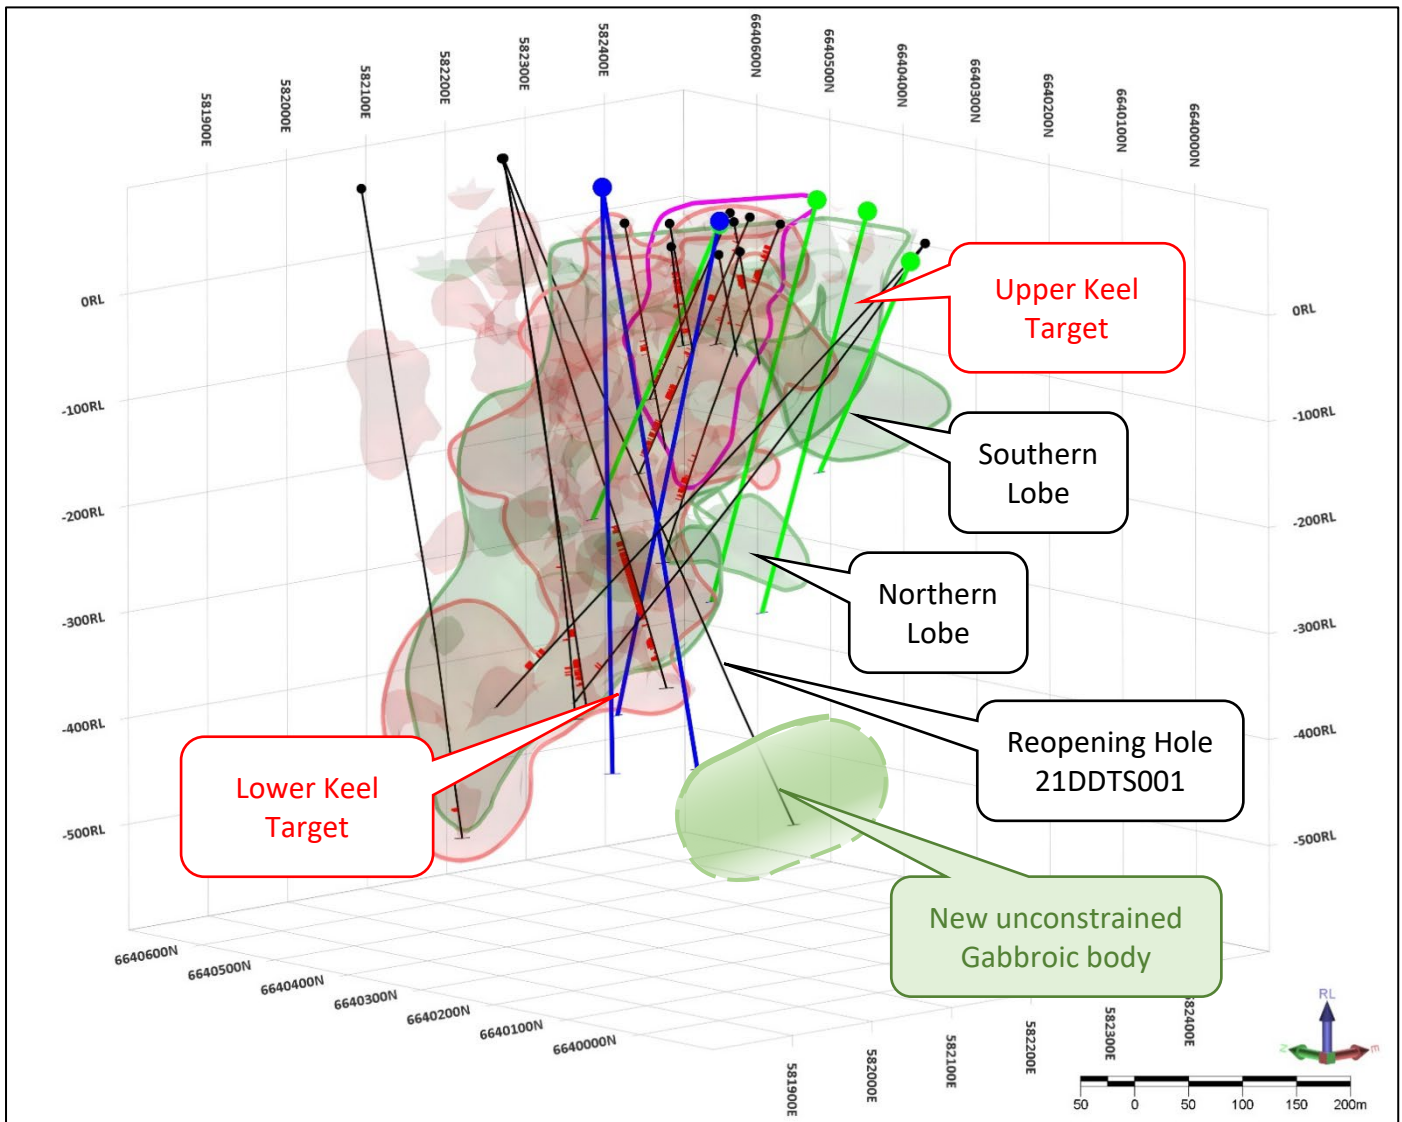 581900E
582000E
582100E
582200E
582300E
582400E
6640600N
6640500N
6640400N
6640300N
6640200N
6640100N
6640000N
0RL
-100RL
-200RL
-300RL
-400RL
-500RL
0RL
-100RL
-200RL
-300RL
-400RL
-500RL
Upper Keel
Target
Southern
Lobe
Northern
Lobe
Reopening Hole
21DDTS001
Lower Keel
Target
New unconstrained
Gabbroic body
6640600N
6640500N
6640400N
6640300N
6640200N
6640100N
6640000N
581900E
582000E
582100E
582200E
582300E
582400E
RL
N
E
50
0
50
100
150
200m